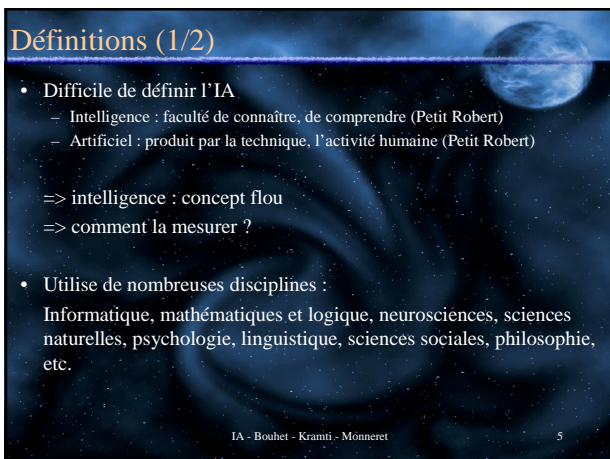 Définitions (1/2)
• Difficile de définir l’IA
– Intelligence : faculté de connaître, de comprendre (Petit Robert)
– Artificiel : produit par la technique, l’activité humaine (Petit Robert)
=> intelligence : concept flou
=> comment la mesurer ?
• Utilise de nombreuses disciplines :
Informatique, mathématiques et logique, neurosciences, sciences
naturelles, psychologie, linguistique, sciences sociales, philosophie,
etc.
IA - Bouhet - Kramti - Monneret 5